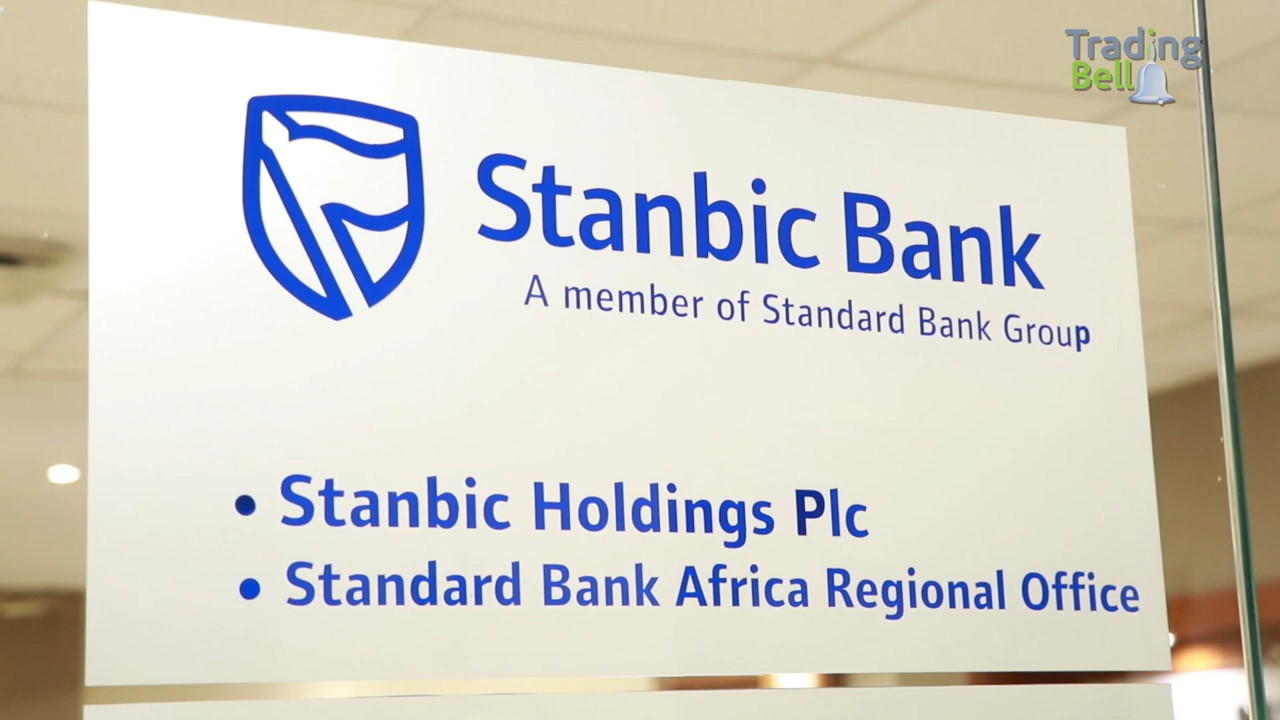 Trading
Bell
Stanbic Bank
A member of Standard Bank Group
• Stanbic Holdings Plc
• Standard Bank Africa Regional Office